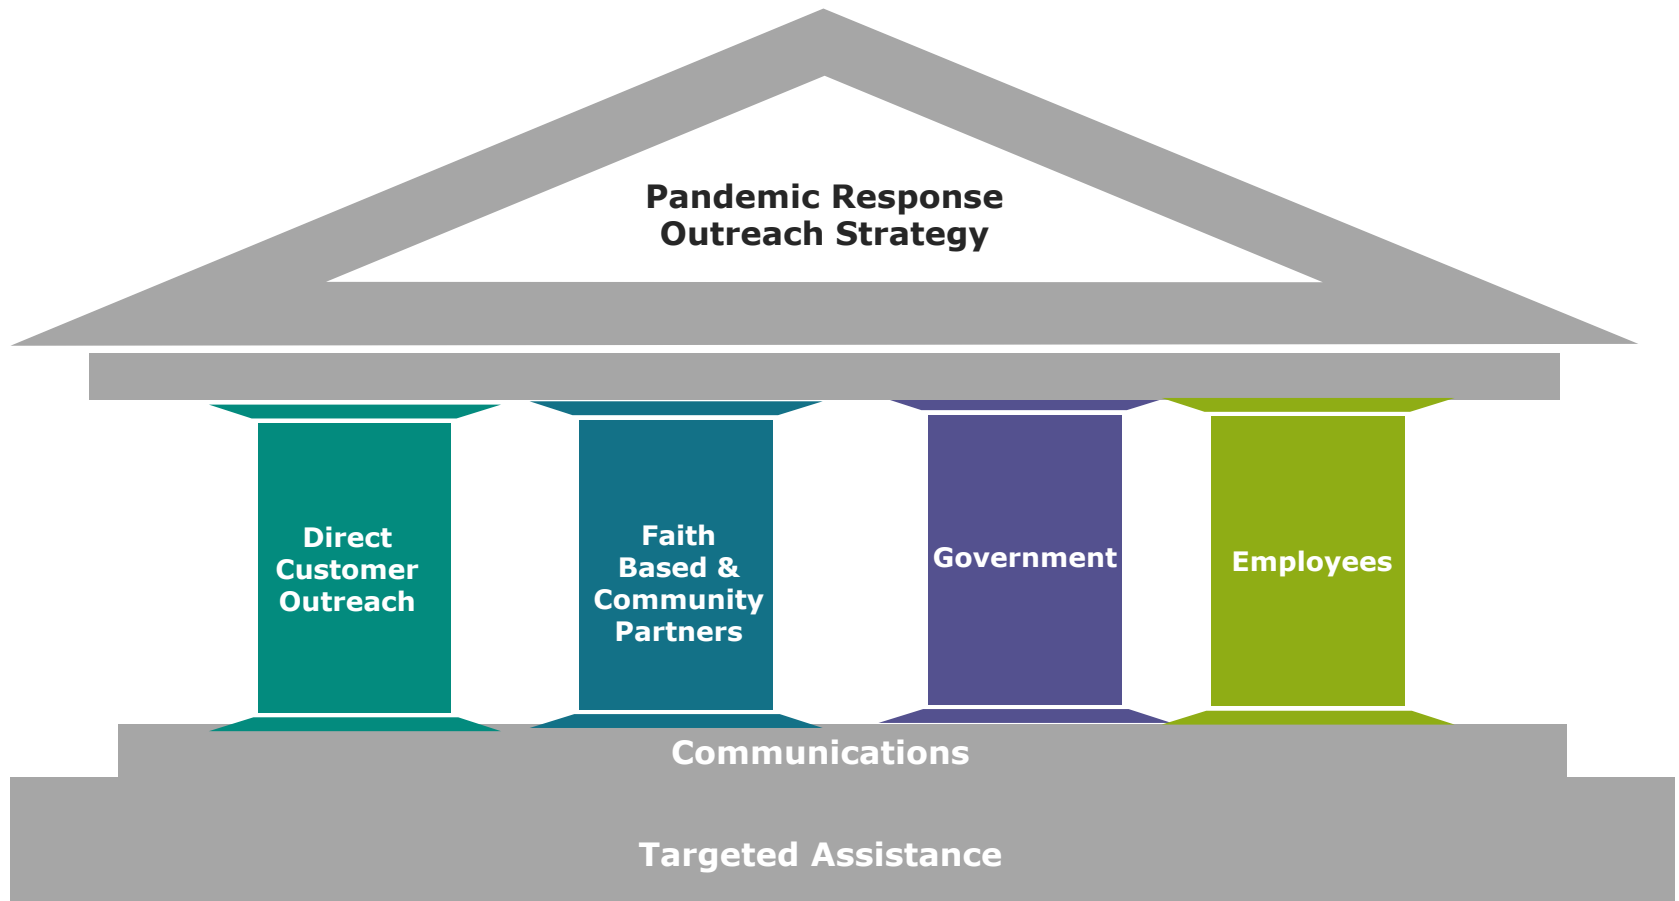 Pandemic Response
Outreach Strategy
Direct
Customer
Outreach
Faith
Based &
Community
Partners
Government
Employees
Communications
Targeted Assistance